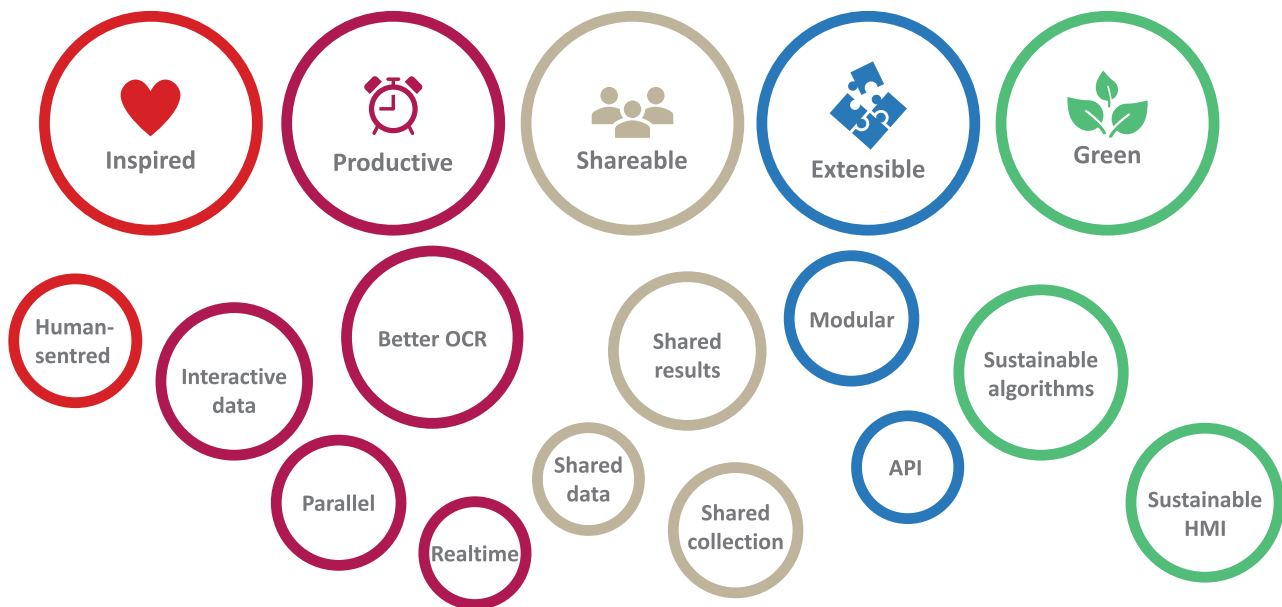 Inspired
Productive
Shareable
Extensible
Green
Human-
sentred
Interactive
data
Better OCR
Parallel
Realtime
Shared
results
Shared
data
Shared
collection
Modular
API
Sustainable
algorithms
Sustainable
HMI